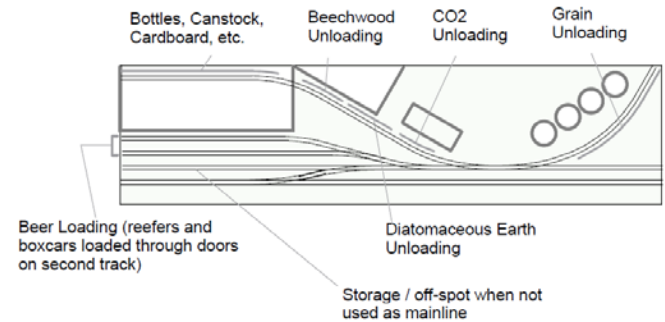 Bottles, Canstock,
Cardboard, etc.
Beechwood
Unloading
CO2
Unloading
Grain
Unloading
Beer Loading (reefers and
boxcars loaded through doors
on second track)
Diatomaceous Earth
Unloading
Storage / off-spot when not
used as mainline